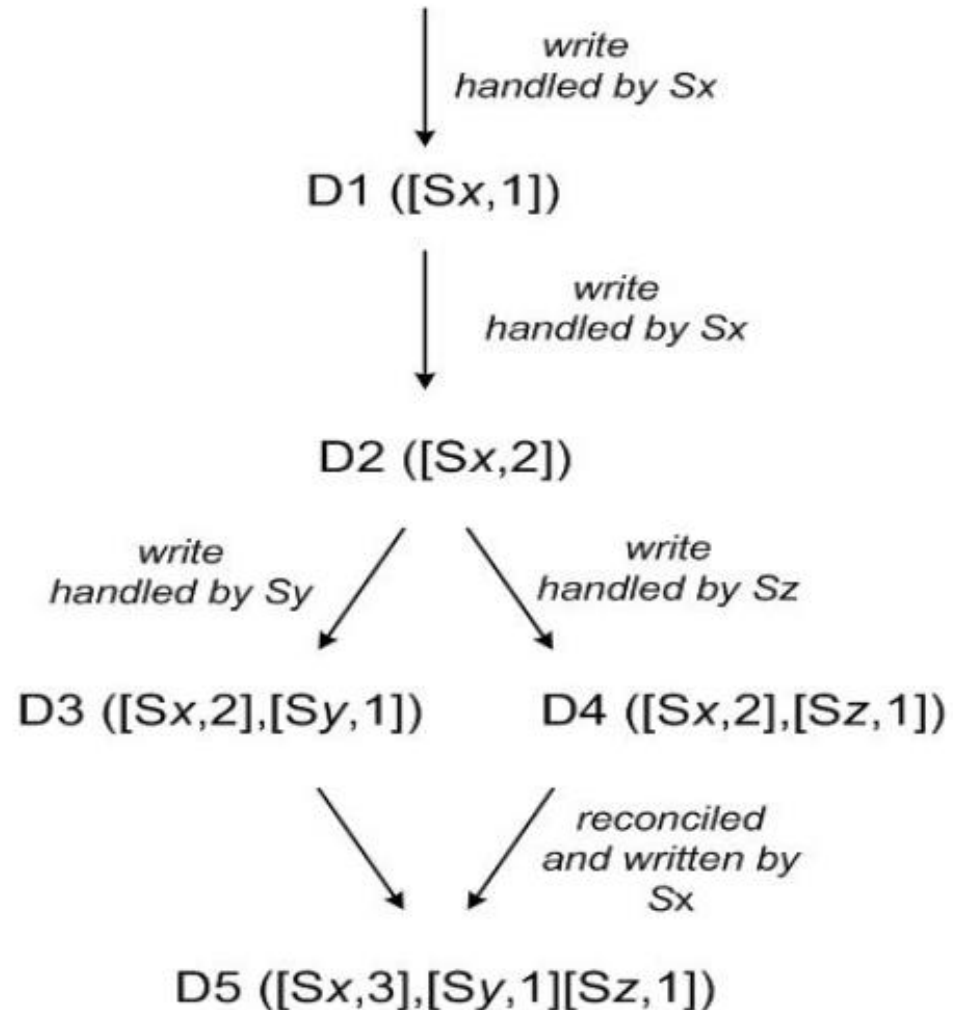 write
handled by Sx
D1 ([Sx,1])
write
handled by Sx
D2 ([Sx,2])
write
handled by Sy
write
handled by Sz
D3 ([Sx,2],[Sy,1])
D4 ([Sx,2],[Sz,1])
reconciled
and written by
Sx
D5 ([Sx,3],[Sy,1][Sz,1])